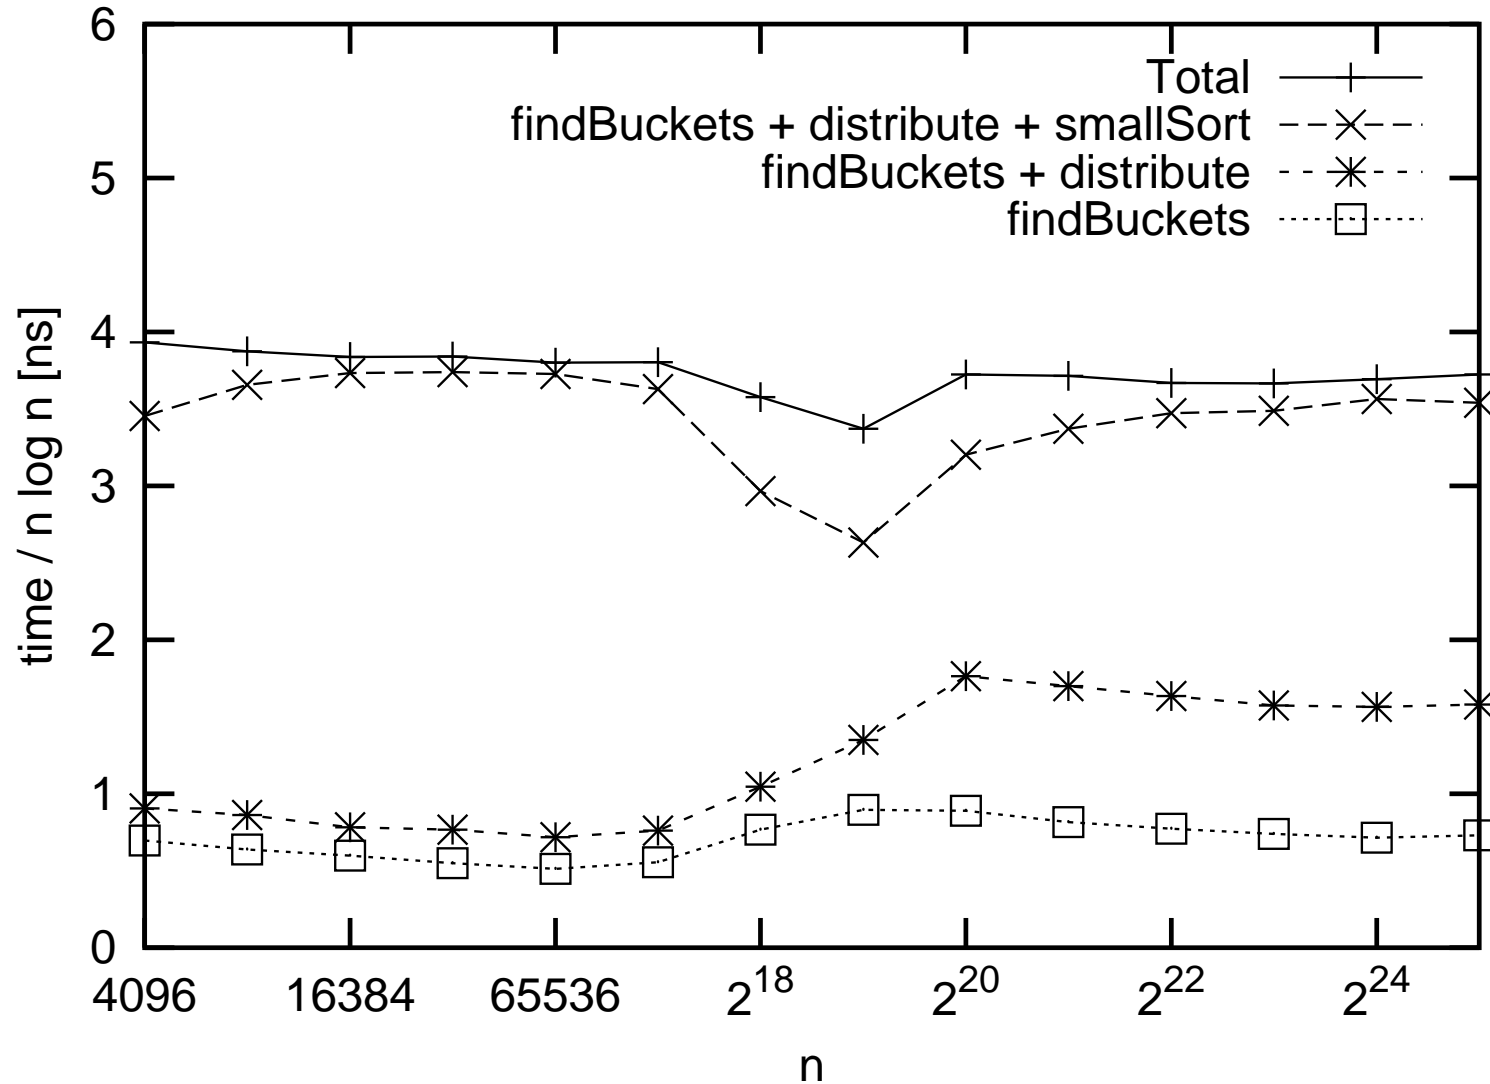 6
5
4
3
2
1
0
time / n log n [ns]
Total
findBuckets + distribute + smallSort
findBuckets + distribute
findBuckets
4096 16384 65536 2^18 2^20 2^22 2^24
n